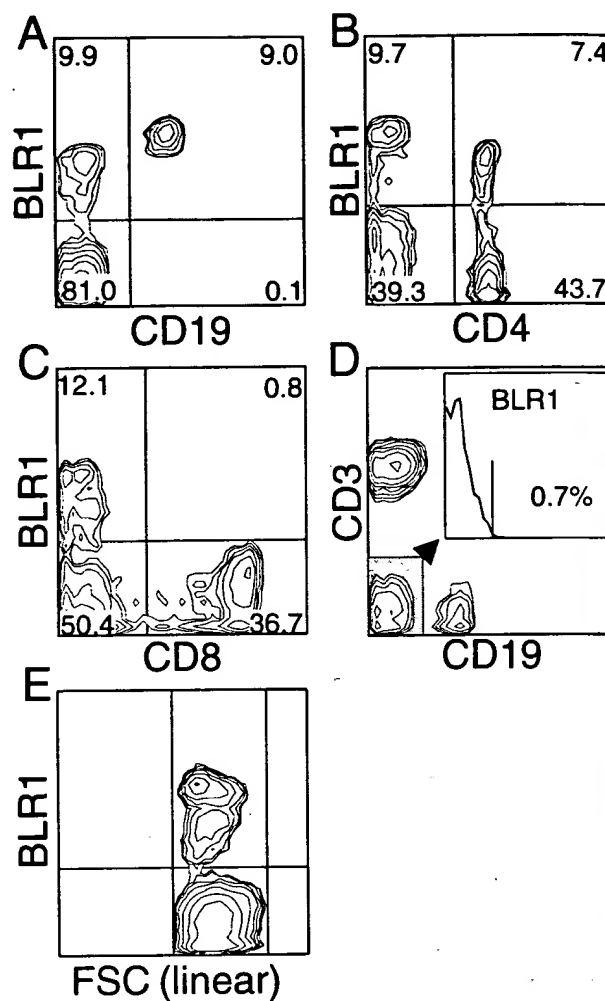 A
9.9 9.0
81.0 0.1
BLR1
CD19
B
9.7 7.4
39.3 43.7
BLR1
CD4
C
12.1 0.8
50.4 36.7
BLR1
CD8
D
BLR1
0.7%
CD3
CD19
E
BLR1
FSC (linear)